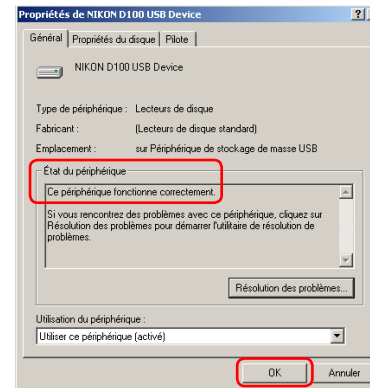 Propriétés de NIKON D100 USB Device
Général Propriétés du disque Pilote
NIKON D100 USB Device
Type de périphérique : Lecteurs de disque
Fabricant : (Lecteurs de disque standard)
Emplacement : sur Périphérique de stockage de masse USB
État du périphérique
Ce périphérique fonctionne correctement.
Si vous rencontrez des problèmes avec ce périphérique, cliquez sur
Résolution des problèmes pour démarrer l'utilitaire de résolution de
problèmes.
Résolution des problèmes...
Utilisation du périphérique :
Utiliser ce périphérique (activé)
OK Annuler